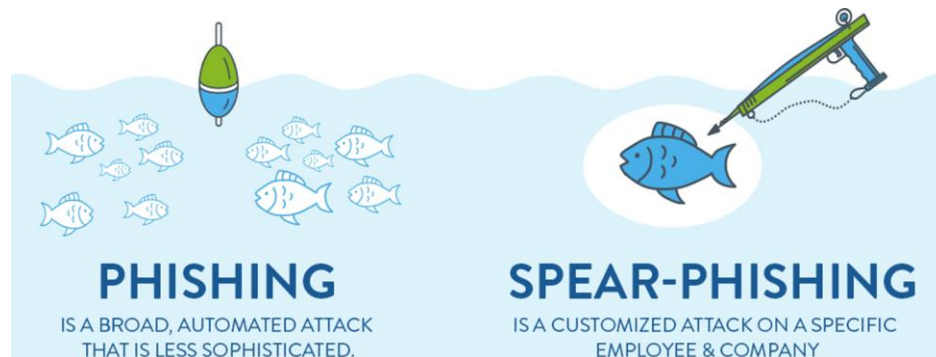 PHISHING
IS A BROAD, AUTOMATED ATTACK
THAT IS LESS SOPHISTICATED.
SPEAR-PHISHING
IS A CUSTOMIZED ATTACK ON A SPECIFIC
EMPLOYEE & COMPANY